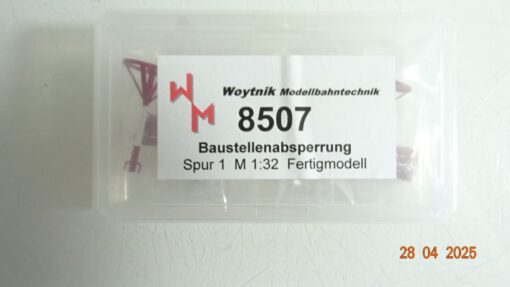 WM
Woytnik Modellbahntechnik
8507
Baustellenabsperrung
Spur 1 M 1:32 Fertigmodell
28 04 2025